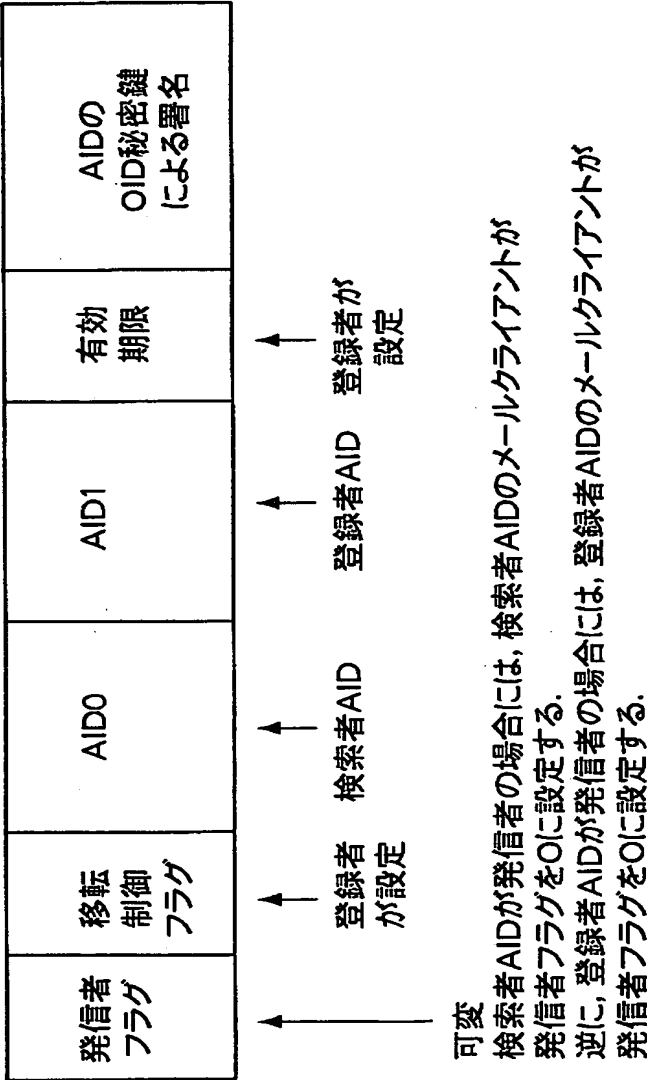 発信者
フラグ
移転
制御
フラグ
AID0
AID1
有効
期限
AIDの
OID秘密鍵
による署名
登録者
が設定
検索者AID
登録者AID
登録者が
設定
可変
検索者AIDが発信者の場合には, 検索者AIDのメールクライアントが
発信者フラグを0に設定する.
逆に, 登録者AIDが発信者の場合には, 登録者AIDのメールクライアントが
発信者フラグを0に設定する.